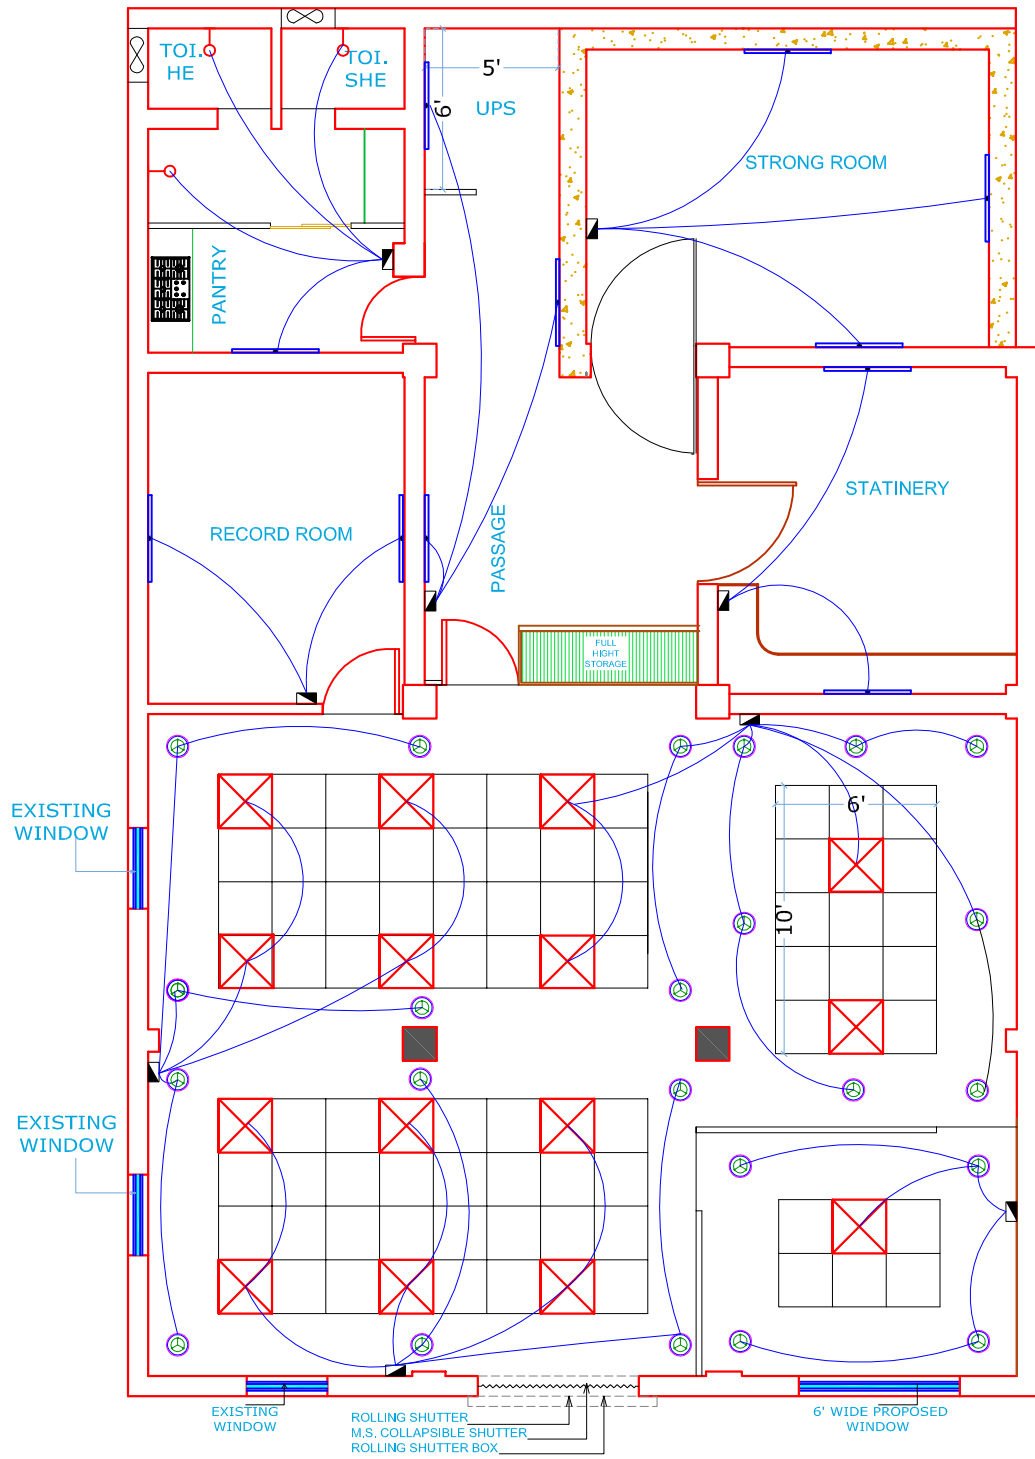 TOI.
HE
TOI.
SHE
5'
6'
UPS
STRONG ROOM
PANTRY
STATINERY
RECORD ROOM
PASSAGE
FULL
HIGHT
STORAGE
EXISTING
WINDOW
6'
10'
EXISTING
WINDOW
EXISTING
WINDOW
ROLLING SHUTTER
M.S. COLLAPSIBLE SHUTTER
ROLLING SHUTTER BOX
6' WIDE PROPOSED
WINDOW